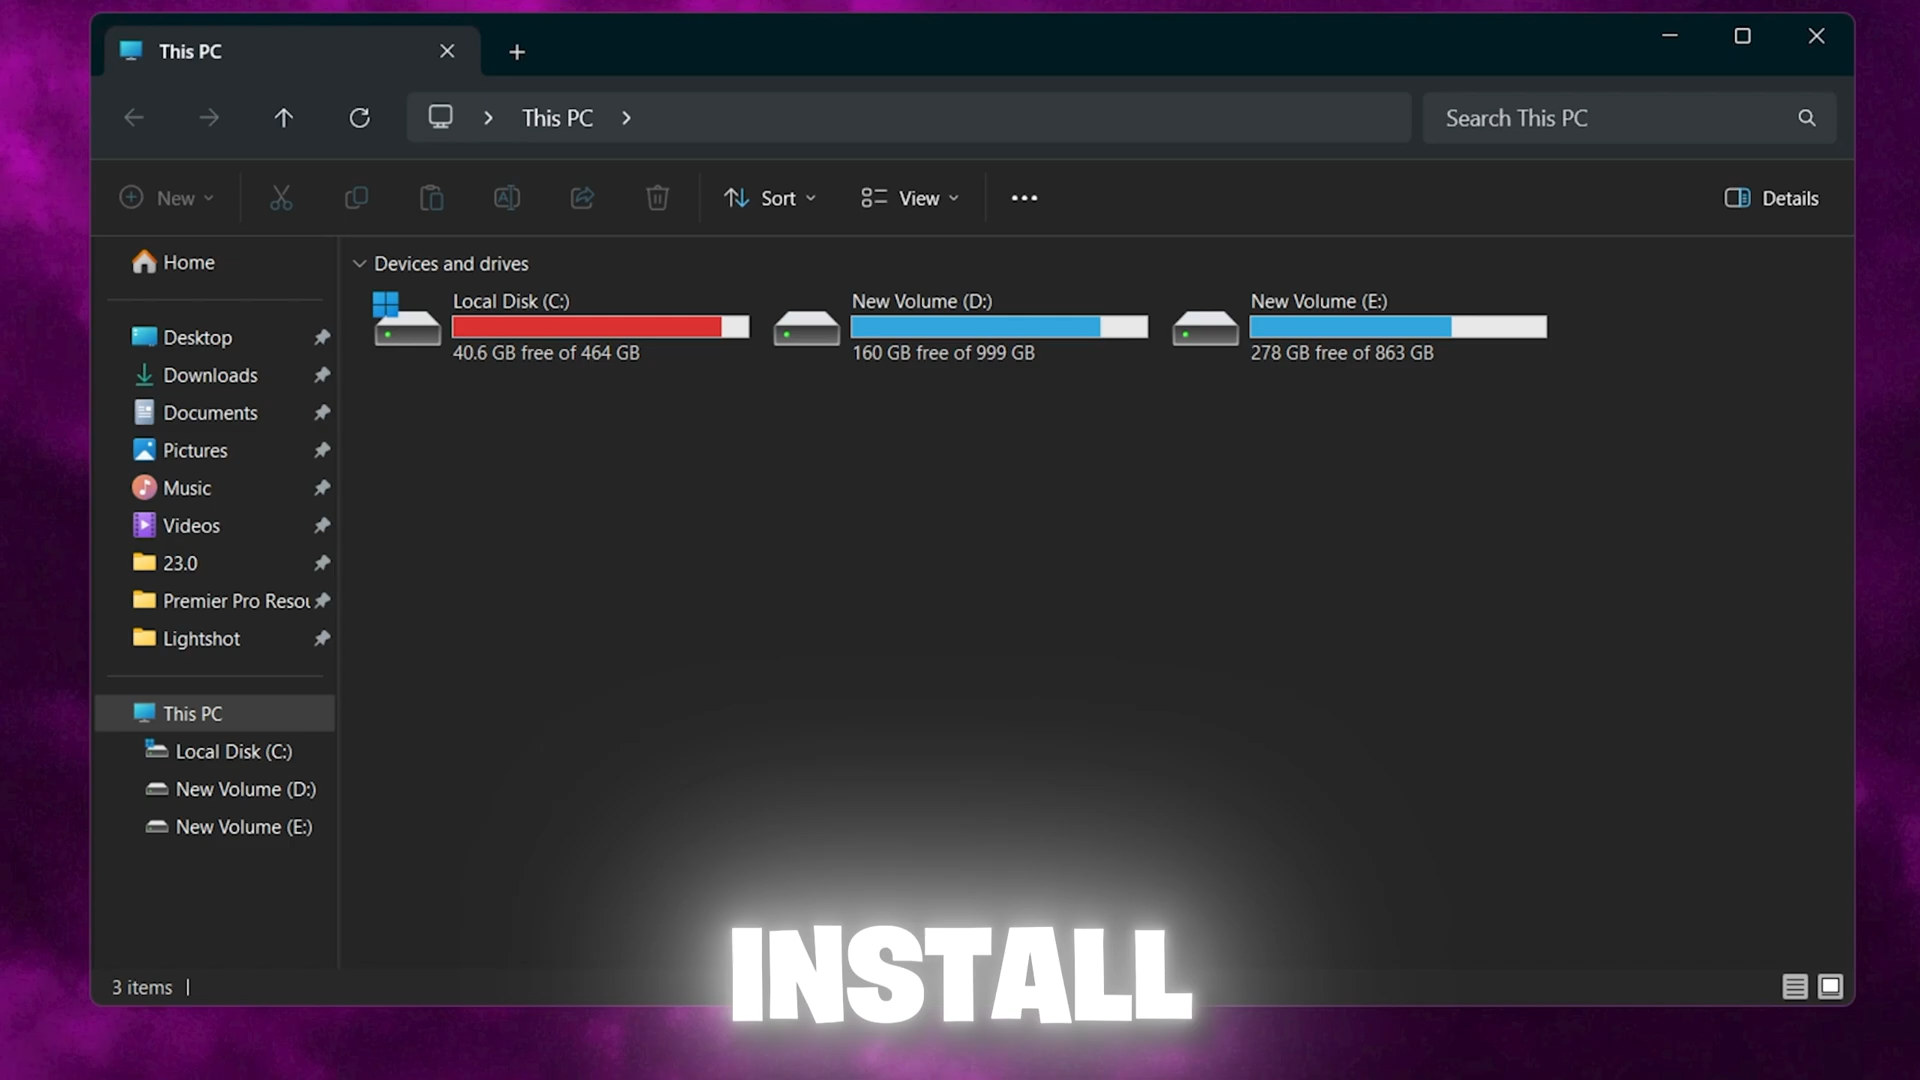 This PC
This PC
Search This PC
New
Sort
View
Details
Home
Desktop
Downloads
Documents
Pictures
Music
Videos
23.0
Premier Pro Resou
Lightshot
This PC
Local Disk (C:)
New Volume (D:)
New Volume (E:)
Devices and drives
Local Disk (C:)
40.6 GB free of 464 GB
New Volume (D:)
160 GB free of 999 GB
New Volume (E:)
278 GB free of 863 GB
3 items
INSTALL